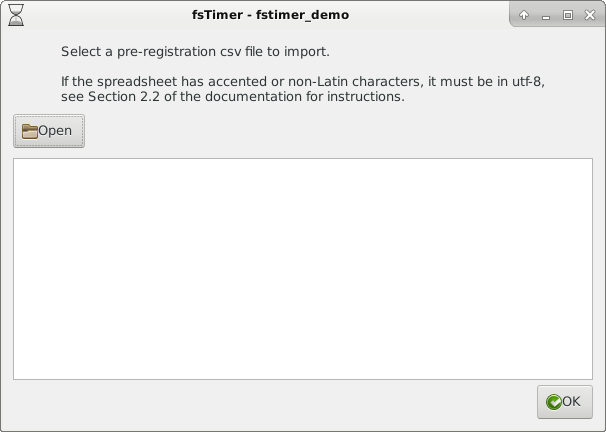 fsTimer - fstimer_demo
Select a pre-registration csv file to import.
If the spreadsheet has accented or non-Latin characters, it must be in utf-8,
see Section 2.2 of the documentation for instructions.
Open
OK